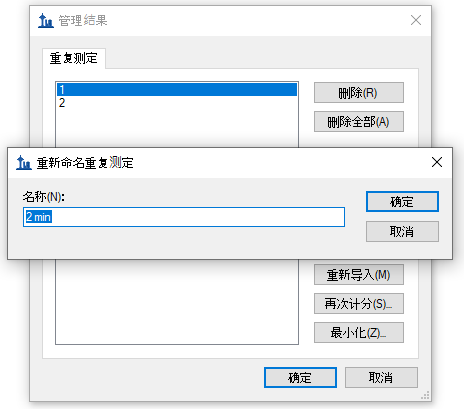 管理结果
重复测定
1
2
删除(R)
删除全部(A)
重新命名重复测定
名称(N):
2 min
确定
取消
重新导入(M)
再次计分(S)...
最小化(Z)...
确定
取消